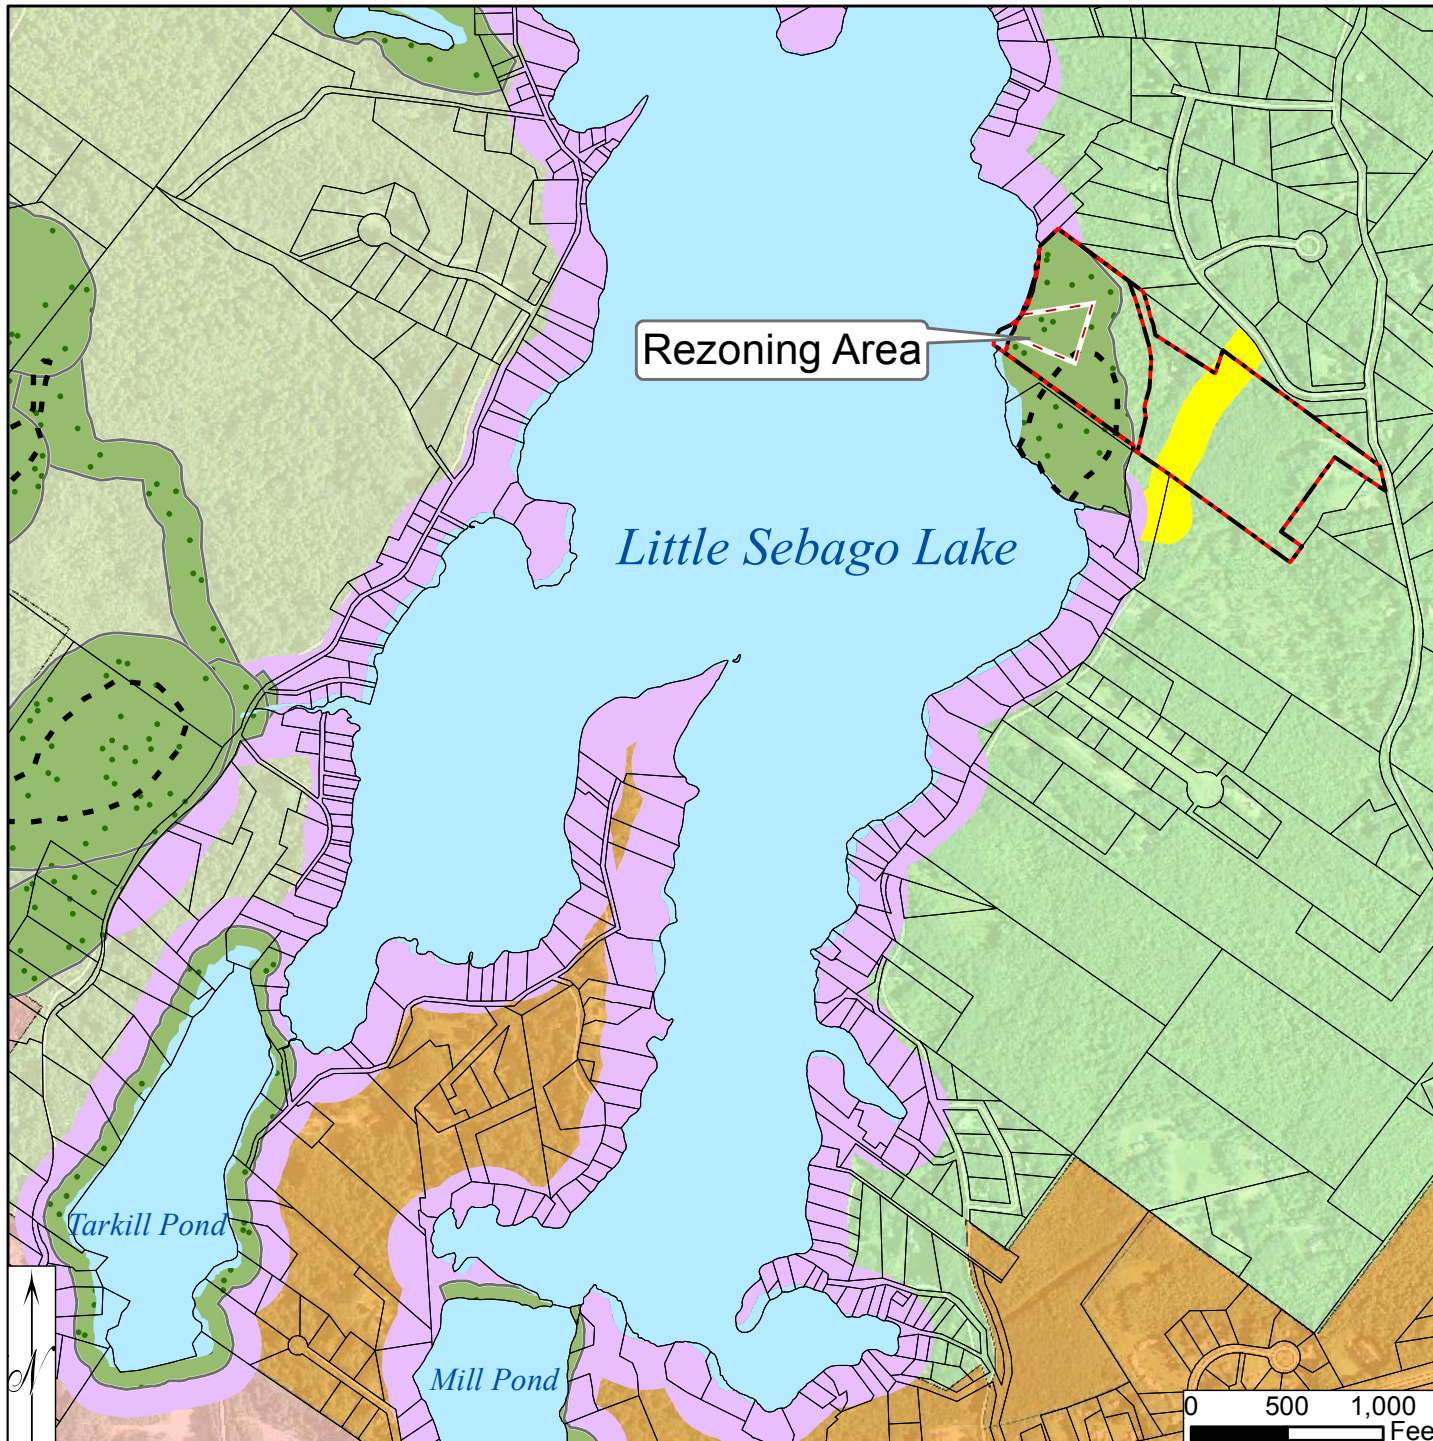 Rezoning Area
Little Sebago Lake
Tarkill Pond
Mill Pond
N
0 500 1,000
Fee